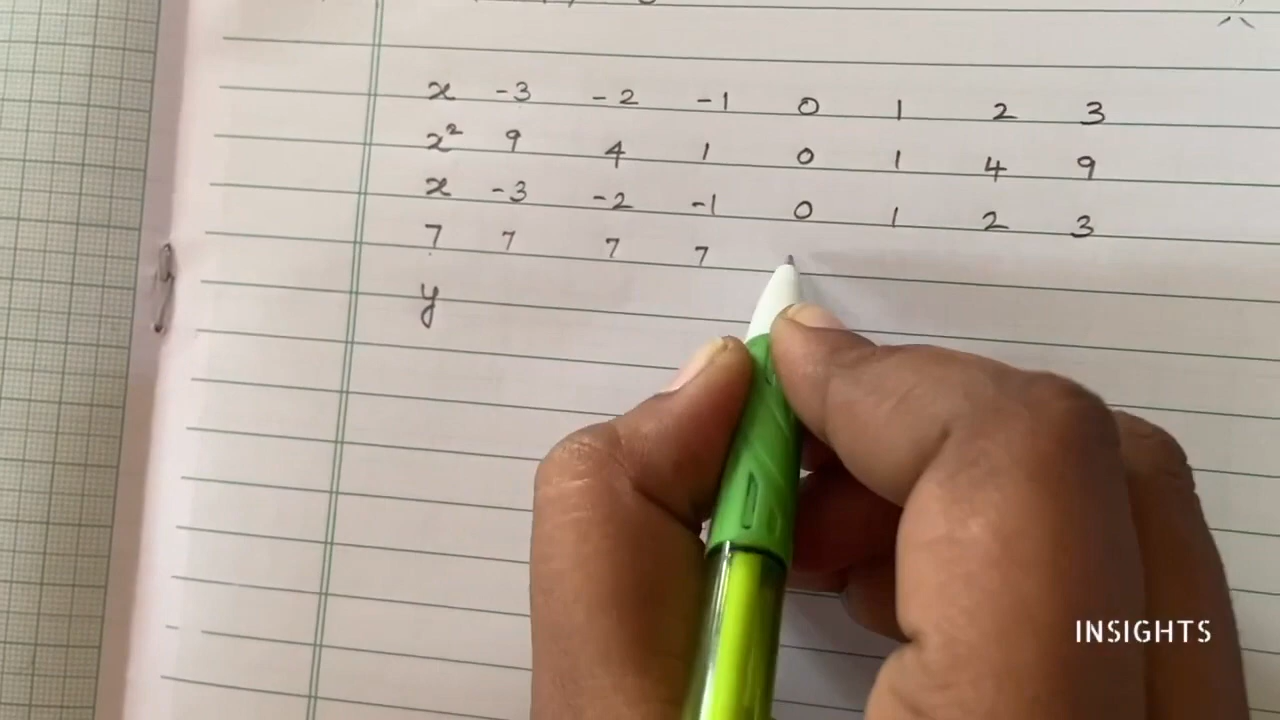 x -3 -2 -1 0 1 2 3
x² 9 4 1 0 1 4 9
x -3 -2 -1 0 1 2 3
7 7 7 7
y
INSIGHTS